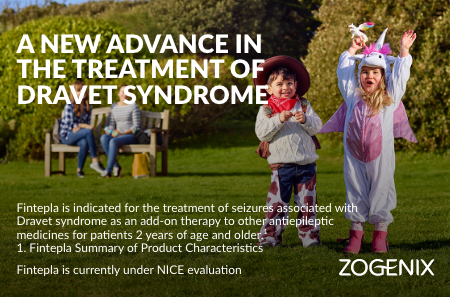 A NEW ADVANCE IN
THE TREATMENT OF
DRAVET SYNDROME
Fintepla is indicated for the treatment of seizures associated with
Dravet syndrome as an add-on therapy to other antiepileptic
medicines for patients 2 years of age and older.¹
1. Fintepla Summary of Product Characteristics
Fintepla is currently under NICE evaluation
ZOGENIX